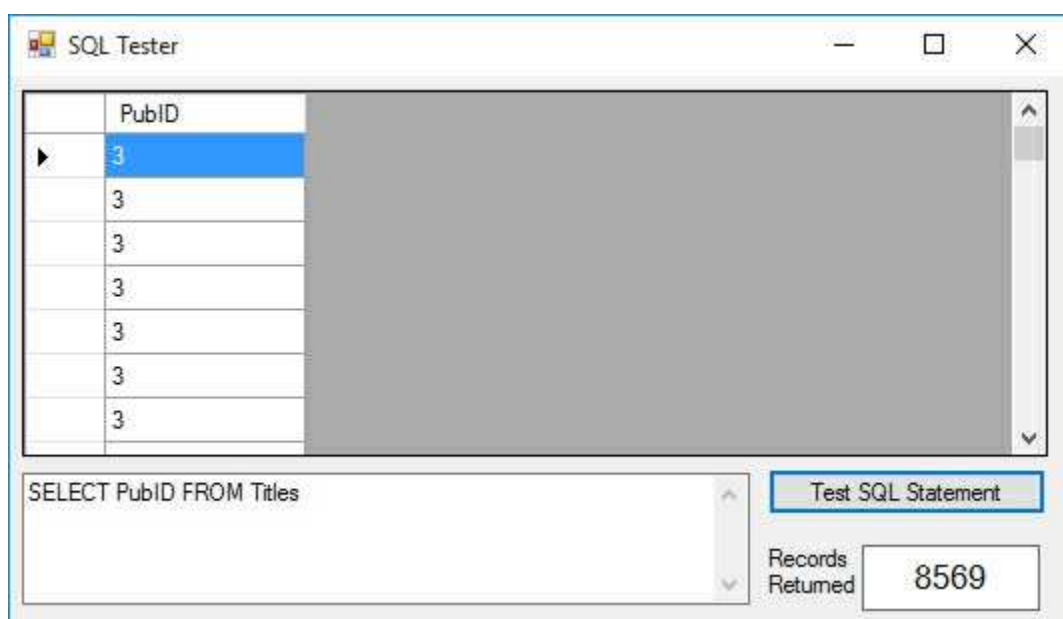 SQL Tester
PubID
3
3
3
3
3
3
3
SELECT PubID FROM Titles
Test SQL Statement
Records
Returned
8569